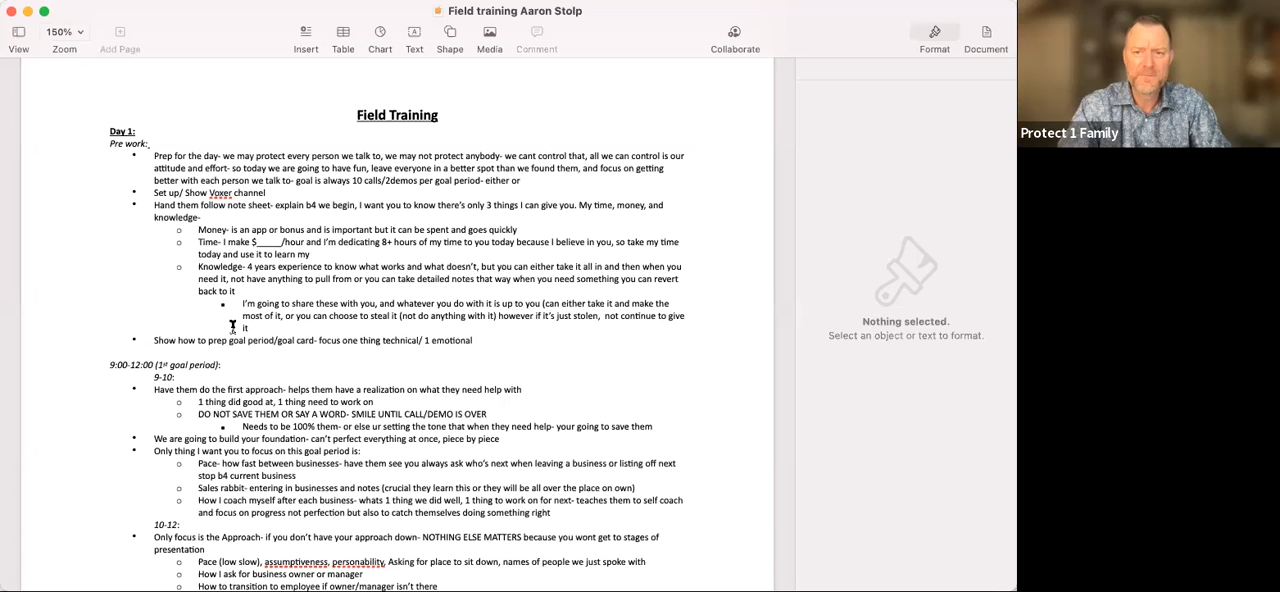 Field training Aaron Stolp
150%
View
Zoom
Add Page
Insert
Table
Chart
Text
Shape
Media
Comment
Collaborate
Format
Document
Field Training
Day 1:
Pre work:
Prep for the day- we may protect every person we talk to, we may not protect anybody- we cant control that, all we can control is our
attitude and effort- so today we are going to have fun, leave everyone in a better spot than we found them, and focus on getting
better with each person we talk to- goal is always 10 calls/2demos per goal period- either or
Set up/ Show Voxer channel
Hand them follow note sheet- explain b4 we begin, I want you to know there's only 3 things I can give you. My time, money, and
knowledge-
Money- is an app or bonus and is important but it can be spent and goes quickly
Time- I make $_____/hour and I'm dedicating 8+ hours of my time to you today because I believe in you, so take my time
today and use it to learn my
Knowledge- 4 years experience to know what works and what doesn't, but you can either take it all in and then when you
need it, not have anything to pull from or you can take detailed notes that way when you need something you can revert
back to it
I'm going to share these with you, and whatever you do with it is up to you (can either take it and make the
most of it, or you can choose to steal it (not do anything with it) however if it's just stolen, not continue to give
it
Show how to prep goal period/goal card- focus one thing technical/ 1 emotional
9:00-12:00 (1st goal period):
9-10:
Have them do the first approach- helps them have a realization on what they need help with
1 thing did good at, 1 thing need to work on
DO NOT SAVE THEM OR SAY A WORD- SMILE UNTIL CALL/DEMO IS OVER
Needs to be 100% them- or else ur setting the tone that when they need help- your going to save them
We are going to build your foundation- can't perfect everything at once, piece by piece
Only thing I want you to focus on this goal period is:
Pace- how fast between businesses- have them see you always ask who's next when leaving a business or listing off next
stop b4 current business
Sales rabbit- entering in businesses and notes (crucial they learn this or they will be all over the place on own)
How I coach myself after each business- whats 1 thing we did well, 1 thing to work on for next- teaches them to self coach
and focus on progress not perfection but also to catch themselves doing something right
10-12:
Only focus is the Approach- if you don't have your approach down- NOTHING ELSE MATTERS because you wont get to stages of
presentation
Pace (low slow), assumptiveness, personability, Asking for place to sit down, names of people we just spoke with
How I ask for business owner or manager
How to transition to employee if owner/manager isn't there
Nothing selected.
Select an object or text to format.
Protect 1 Family